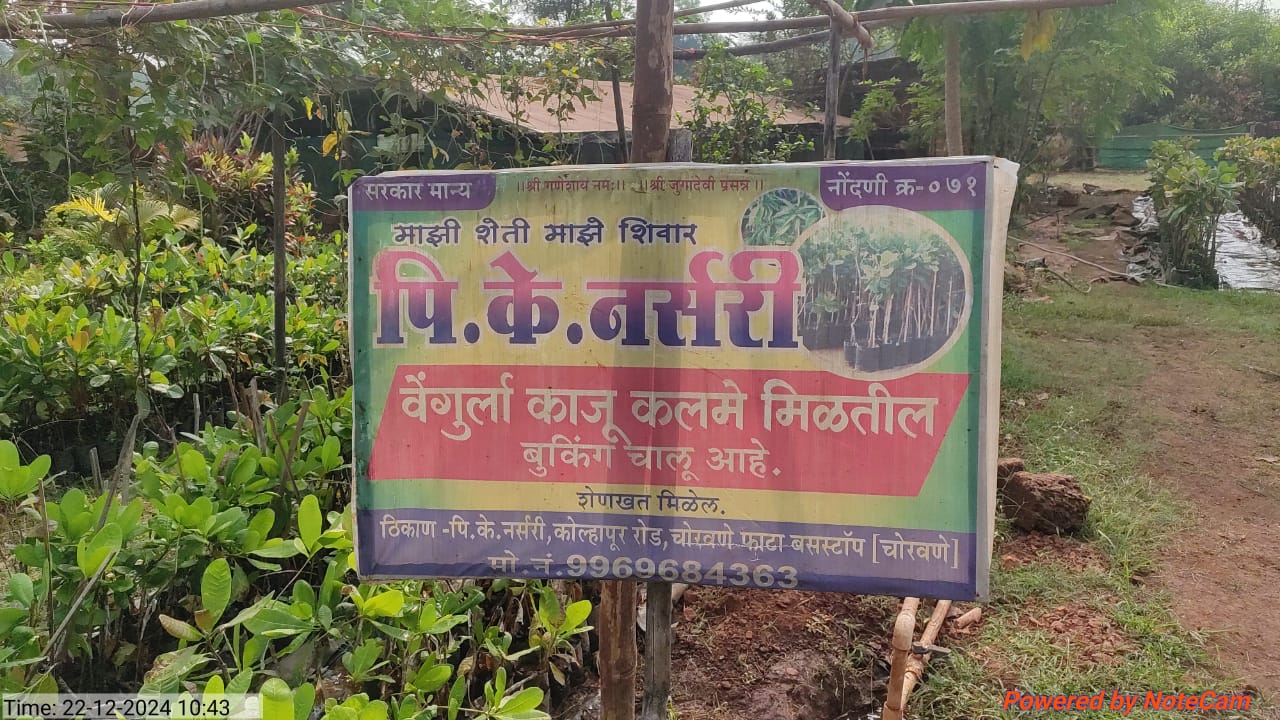 सरकार मान्य
।।श्री गणेशाय नमः।। ।।श्री जुगादेवी प्रसन्न।।
नोंदणी क्र-०७१
माझी शेती माझे शिवार
पि.के.नर्सरी
वेंगुर्ला काजू कलमे मिळतील
बुकिंग चालू आहे.
शेणखत मिळेल.
ठिकाण -पि.के.नर्सरी,कोल्हापूर रोड,चोरवणे फाटा बसस्टॉप [चोरवणे]
मो.नं.9969684363
Time: 22-12-2024 10:43
Powered by NoteCam